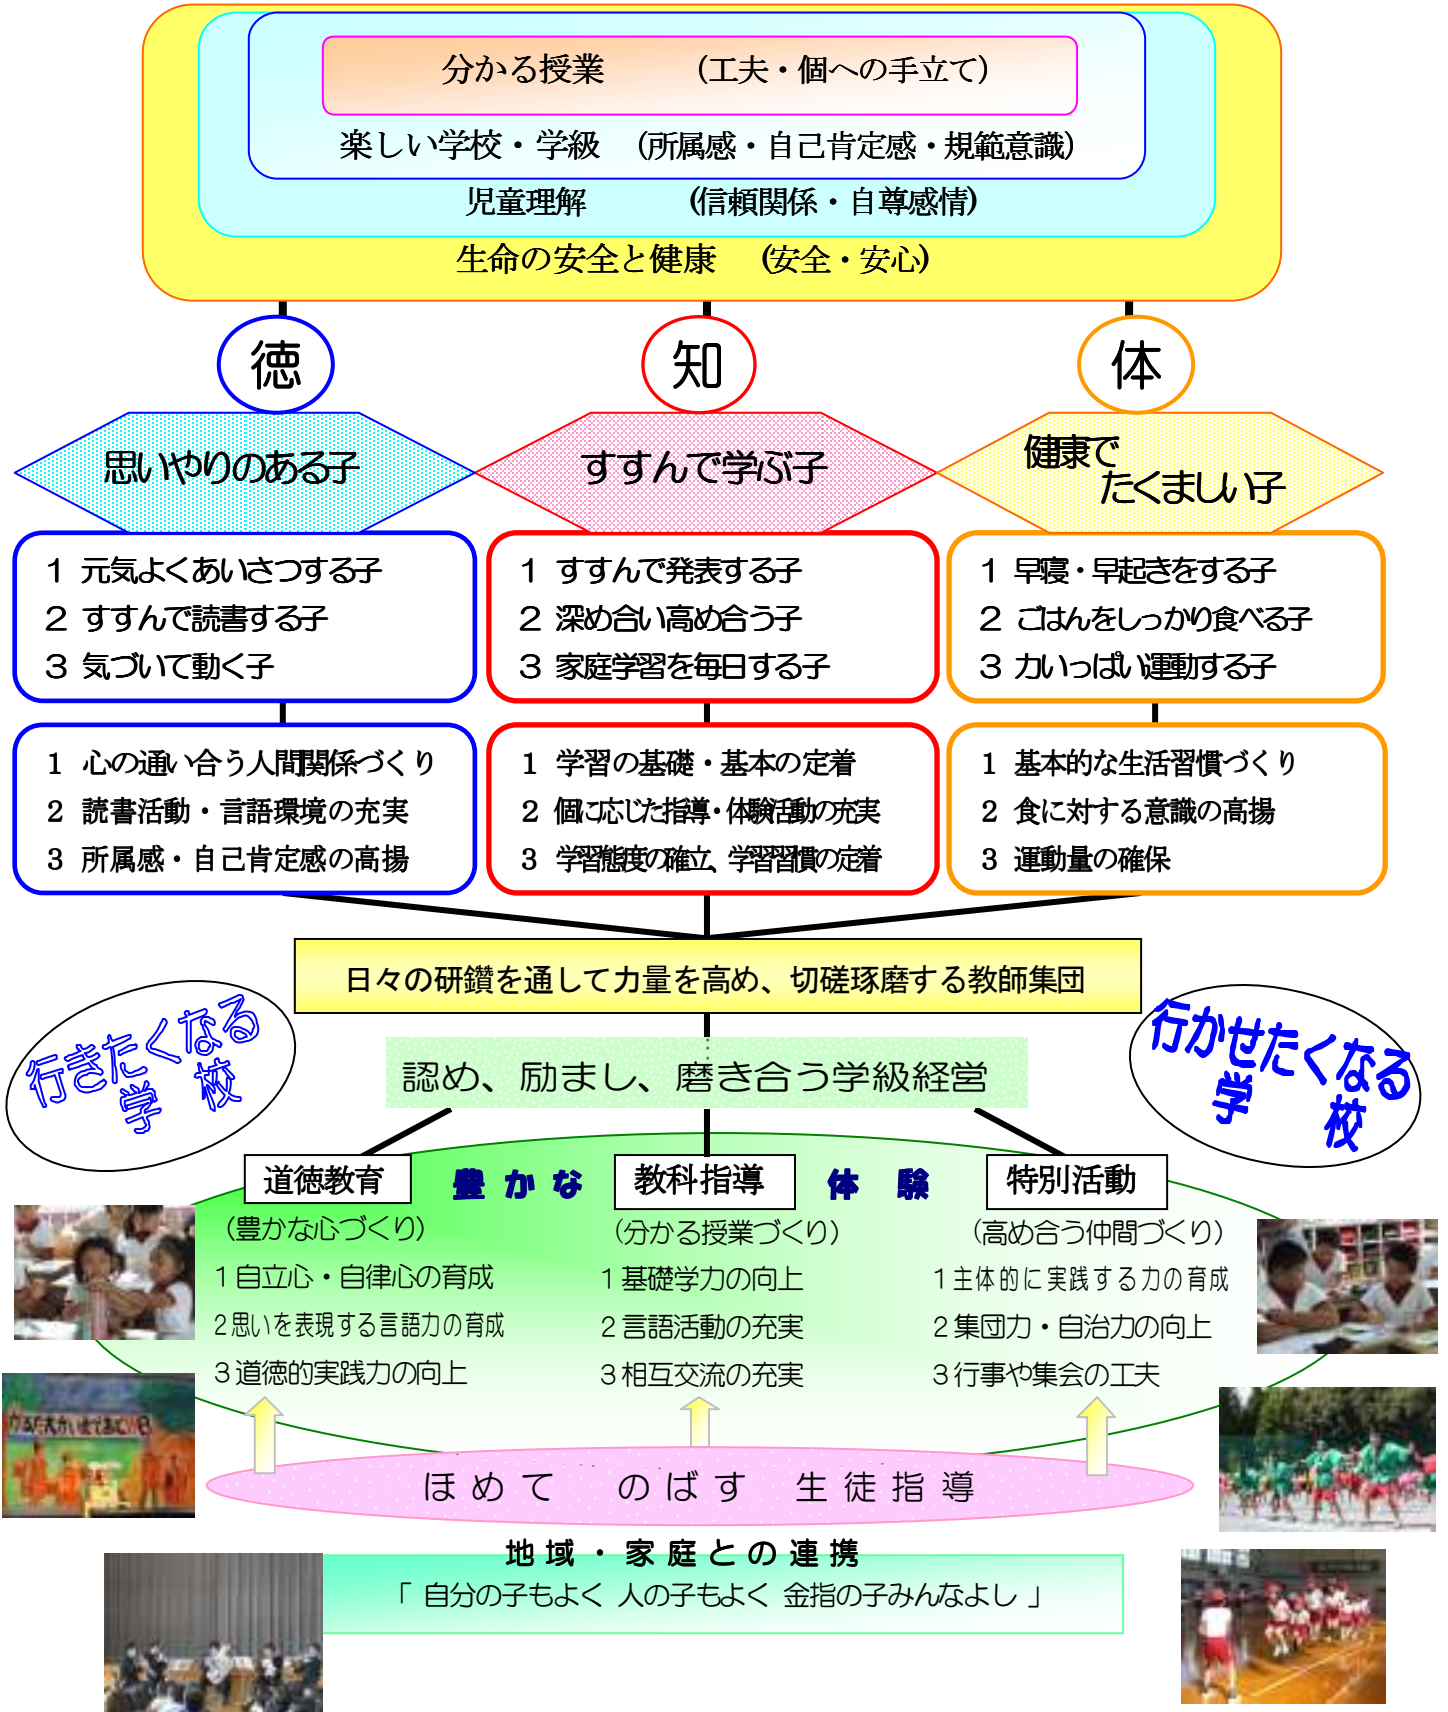 分かる授業　（工夫・個への手立て）
楽しい学校・学級　（所属感・自己肯定感・規範意識）
児童理解　（信頼関係・自尊感情）
生命の安全と健康　（安全・安心）
徳
知
体
思いやりのある子
すすんで学ぶ子
健康で
たくましい子
１ 元気よくあいさつする子
２ すすんで読書する子
３ 気づいて動く子
１ すすんで発表する子
２ 深め合い高め合う子
３ 家庭学習を毎日する子
１ 早寝・早起きをする子
２ ごはんをしっかり食べる子
３ 力いっぱい運動する子
１ 心の通い合う人間関係づくり
２ 読書活動・言語環境の充実
３ 所属感・自己肯定感の高揚
１ 学習の基礎・基本の定着
２ 個に応じた指導・体験活動の充実
３ 学習態度の確立、学習習慣の定着
１ 基本的な生活習慣づくり
２ 食に対する意識の高揚
３ 運動量の確保
日々の研鑽を通して力量を高め、切磋琢磨する教師集団
行きたくなる
学　校
行かせたくなる
学　校
認め、励まし、磨き合う学級経営
豊かな　体験
道徳教育
（豊かな心づくり）
１自立心・自律心の育成
２思いを表現する言語力の育成
３道徳的実践力の向上
教科指導
（分かる授業づくり）
１基礎学力の向上
２言語活動の充実
３相互交流の充実
特別活動
（高め合う仲間づくり）
１主体的に実践する力の育成
２集団力・自治力の向上
３行事や集会の工夫
ほめて　のばす　生徒指導
地域・家庭との連携
「 自分の子もよく 人の子もよく 金指の子みんなよし 」